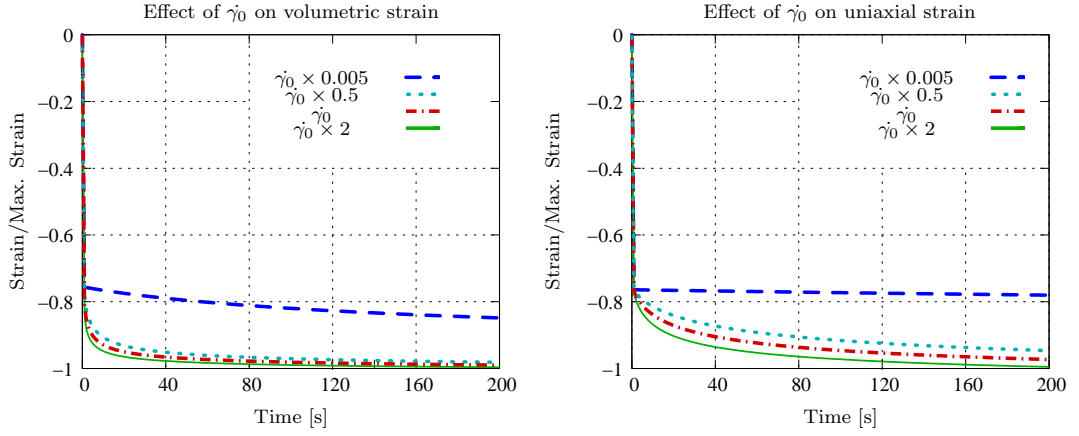 Effect of γ̇₀ on volumetric strain
Strain/Max. Strain
0
−0.2
−0.4
−0.6
−0.8
−1
γ̇₀ × 0.005
γ̇₀ × 0.5
γ̇₀
γ̇₀ × 2
0 40 80 120 160 200
Time [s]
Effect of γ̇₀ on uniaxial strain
Strain/Max. Strain
0
−0.2
−0.4
−0.6
−0.8
−1
γ̇₀ × 0.005
γ̇₀ × 0.5
γ̇₀
γ̇₀ × 2
0 40 80 120 160 200
Time [s]